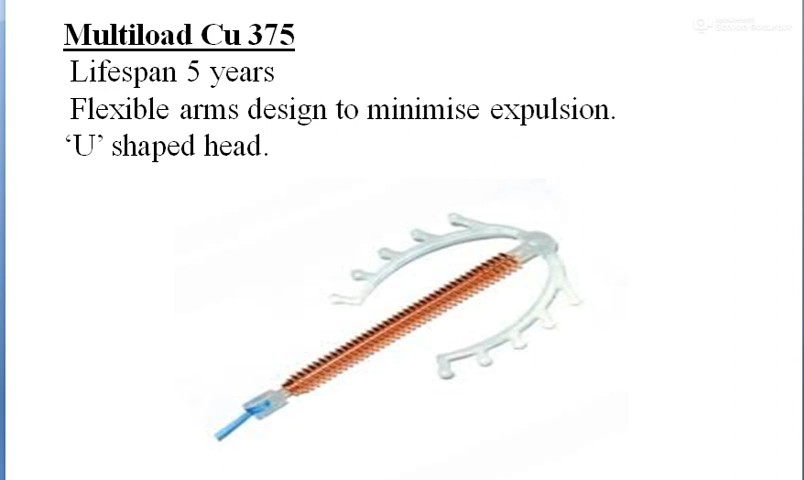 Multiload Cu 375
Lifespan 5 years
Flexible arms design to minimise expulsion.
‘U’ shaped head.